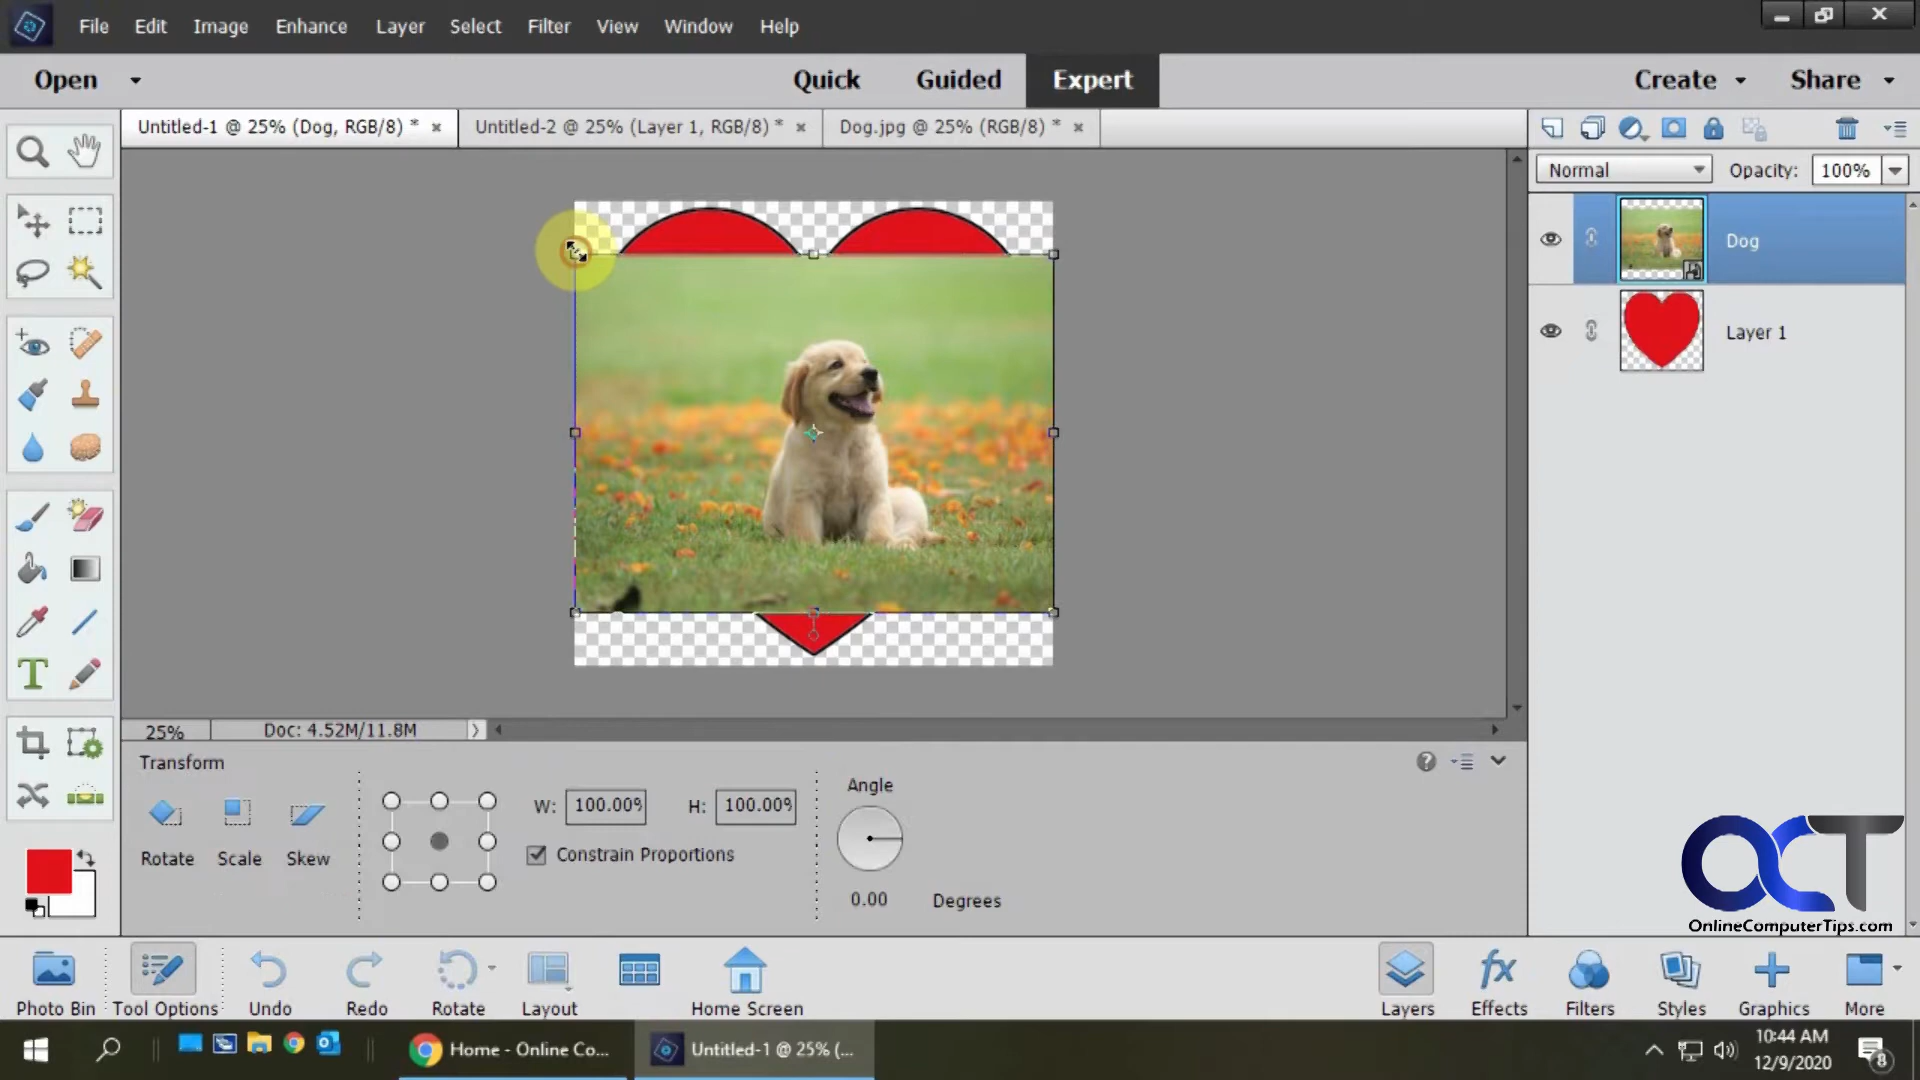 File Edit Image Enhance Layer Select Filter View Window Help
Open Quick Guided Expert Create Share
Untitled-1 @ 25% (Dog, RGB/8) * × Untitled-2 @ 25% (Layer 1, RGB/8) * × Dog.jpg @ 25% (RGB/8) * ×
Normal Opacity: 100%
Dog
Layer 1
25% Doc: 4.52M/11.8M
Transform
Rotate Scale Skew
W: 100.00% H: 100.00%
Constrain Proportions
Angle
0.00 Degrees
OCT
OnlineComputerTips.com
Photo Bin Tool Options Undo Redo Rotate Layout Home Screen Layers Effects Filters Styles Graphics More
Home - Online Co... Untitled-1 @ 25% (... 10:44 AM
12/9/2020 8